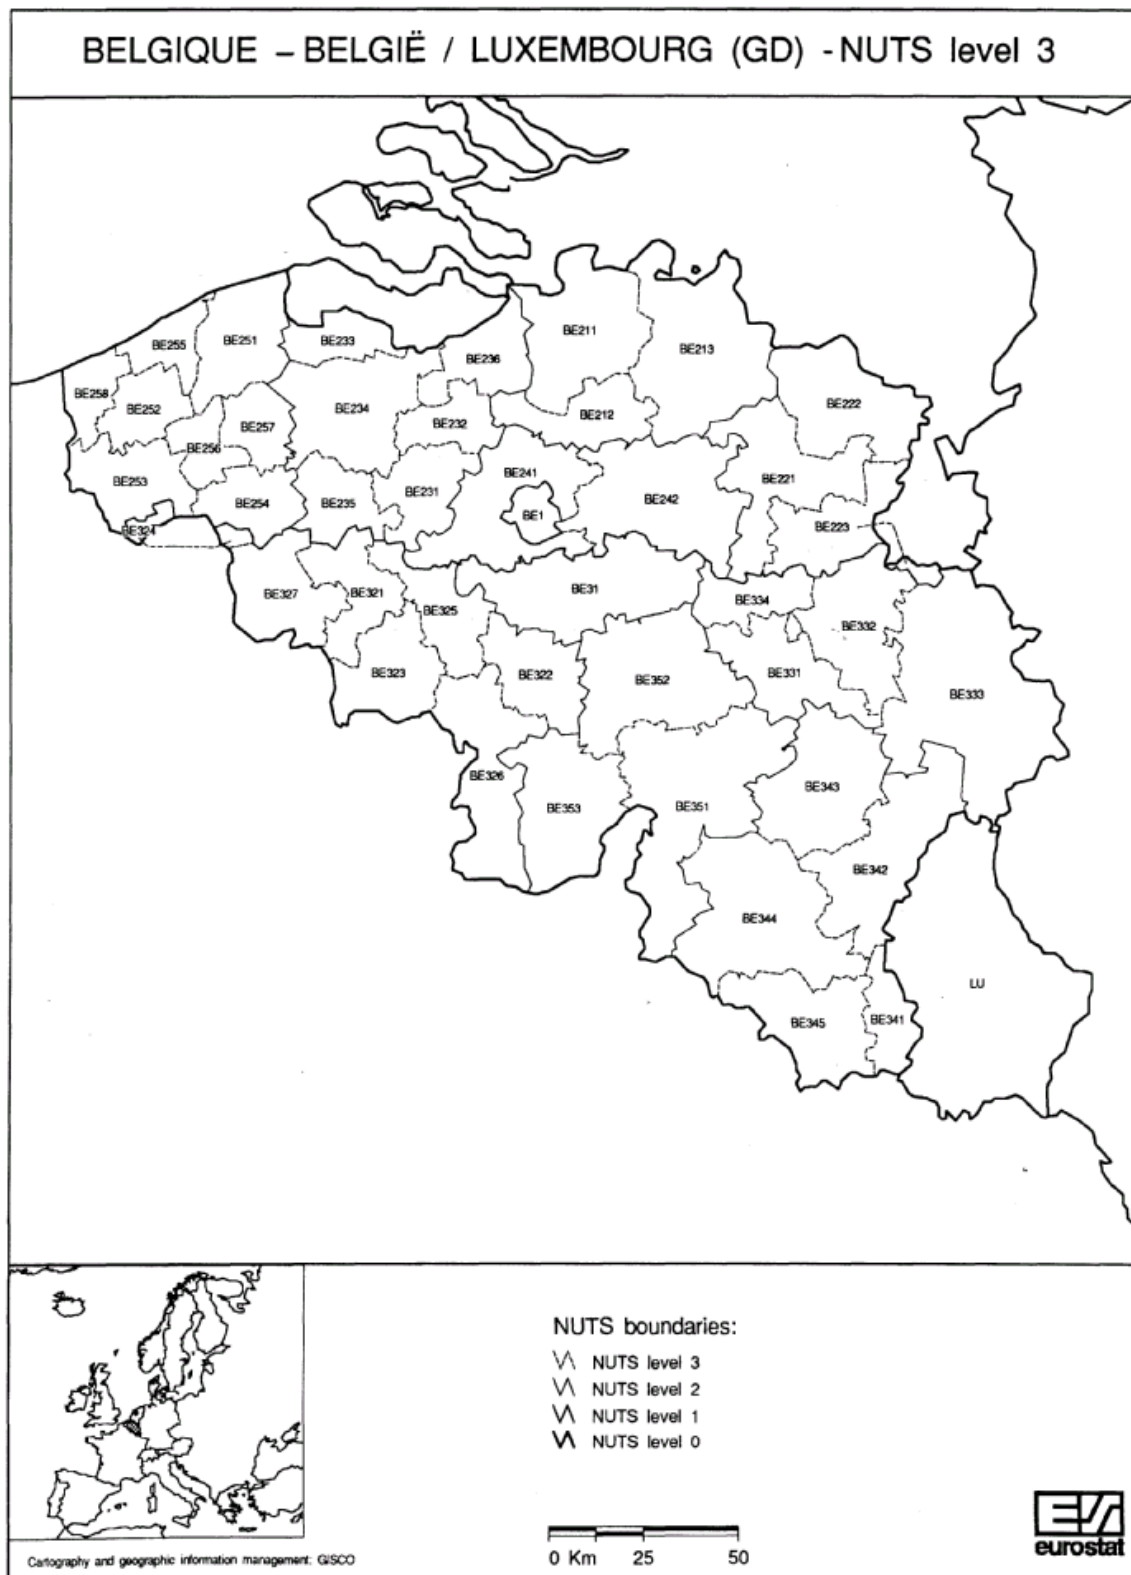 BELGIQUE – BELGIË / LUXEMBOURG (GD) - NUTS level 3
BE211
BE255
BE251
BE233
BE236
BE213
BE258
BE252
BE234
BE222
BE212
BE257
BE232
BE256
BE241
BE253
BE221
BE254
BE235
BE231
BE242
BE1
BE324
BE223
BE327
BE321
BE31
BE334
BE325
BE332
BE323
BE322
BE352
BE331
BE333
BE326
BE343
BE353
BE351
BE342
BE344
LU
BE345
BE341
NUTS boundaries:
NUTS level 3
NUTS level 2
NUTS level 1
NUTS level 0
0 Km 25 50
eurostat
Cartography and geographic information management: GISCO